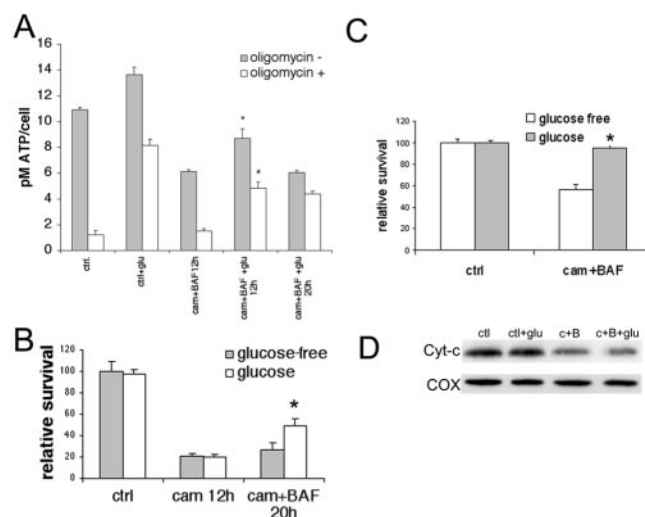 A
16
14
12
10
8
6
4
2
0
pM ATP/cell
oligomycin -
oligomycin +
*
#
ctrl.
ctrl+glu
cam+BAF12h
cam+BAF +glu
12h
cam+BAF +glu
20h
B
120
100
80
60
40
20
0
relative survival
glucose-free
glucose
*
ctrl
cam 12h
cam+BAF
20h
C
120
100
80
60
40
20
0
relative survival
glucose free
glucose
*
ctrl
cam+BAF
D
ctl
ctl+glu
c+B
c+B+glu
Cyt-c
COX